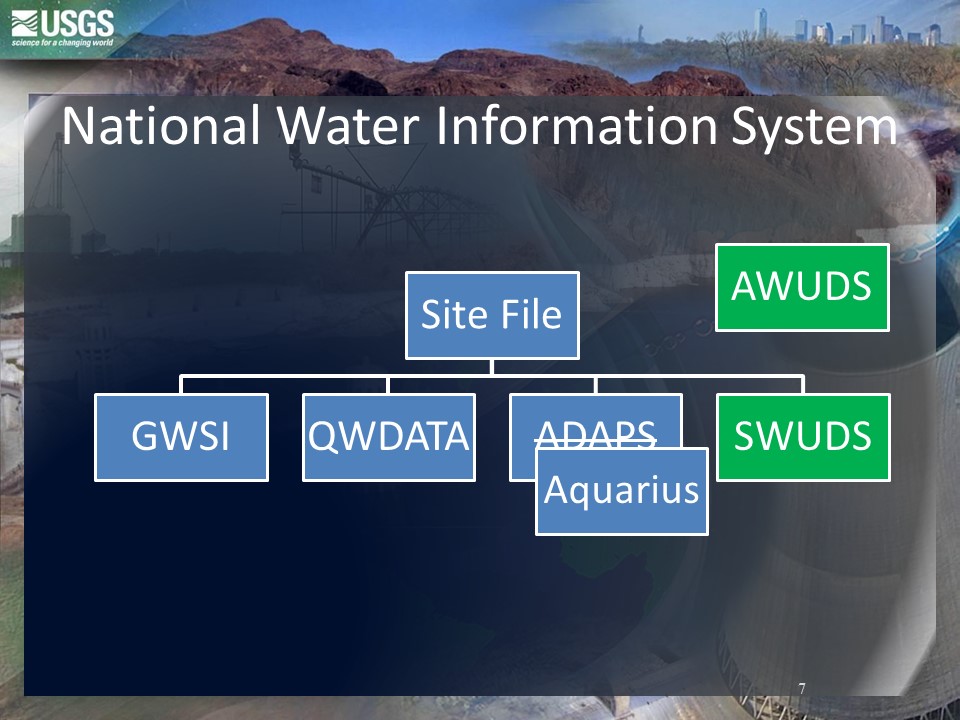 USGS
science for a changing world
National Water Information System
AWUDS
Site File
GWSI
QWDATA
ADAPS
SWUDS
Aquarius
7